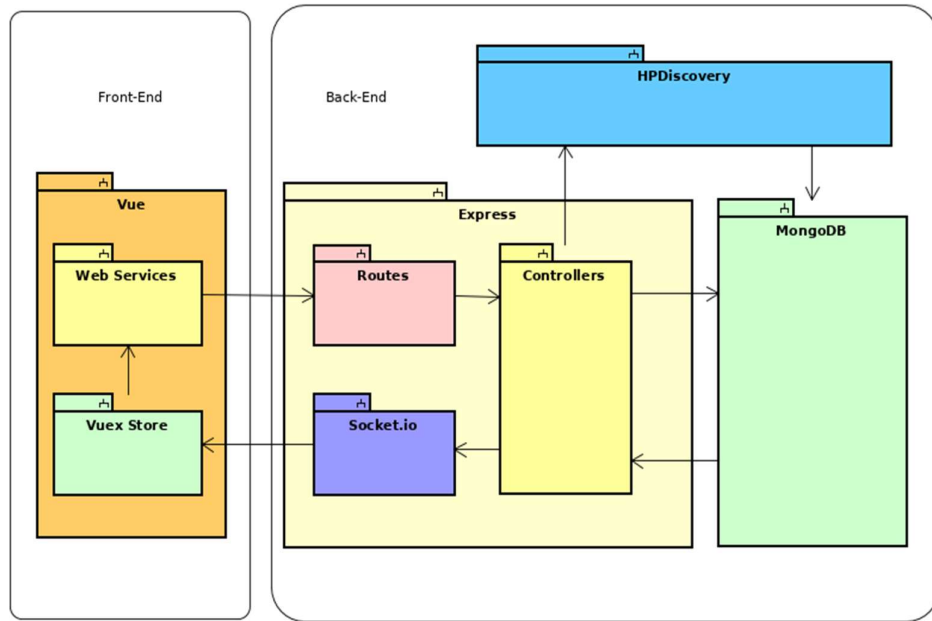 Front-End
Back-End
HPDiscovery
Vue
Express
MongoDB
Web Services
Routes
Controllers
Vuex Store
Socket.io